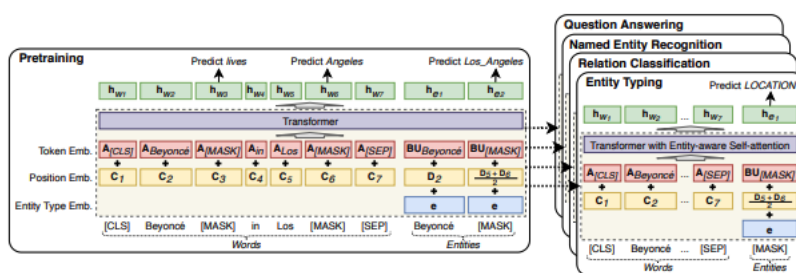 Question Answering
Named Entity Recognition
Relation Classification
Pretraining
Predict lives
Predict Angeles
Predict Los_Angeles
hw1 hw2 hw3 hw4 hw5 hw6 hw7 he1 he2
Transformer
Token Emb. A[CLS] ABeyoncé A[MASK] Ain ALos A[MASK] A[SEP] BUBeyoncé BU[MASK]
+ + + + + + + + +
Position Emb. C1 C2 C3 C4 C5 C6 C7 D2 D5+D6
2
+ +
Entity Type Emb. e e
[CLS] Beyoncé [MASK] in Los [MASK] [SEP] Beyoncé [MASK]
Words Entities
Entity Typing
Predict LOCATION
hw1 hw2 ... hw7 he1
Transformer with Entity-aware Self-attention
A[CLS] ABeyoncé ... A[SEP] BU[MASK]
+ + + +
C1 C2 ... C7 D5+D6
2
+
e
[CLS] Beyoncé ... [SEP] [MASK]
Words Entities